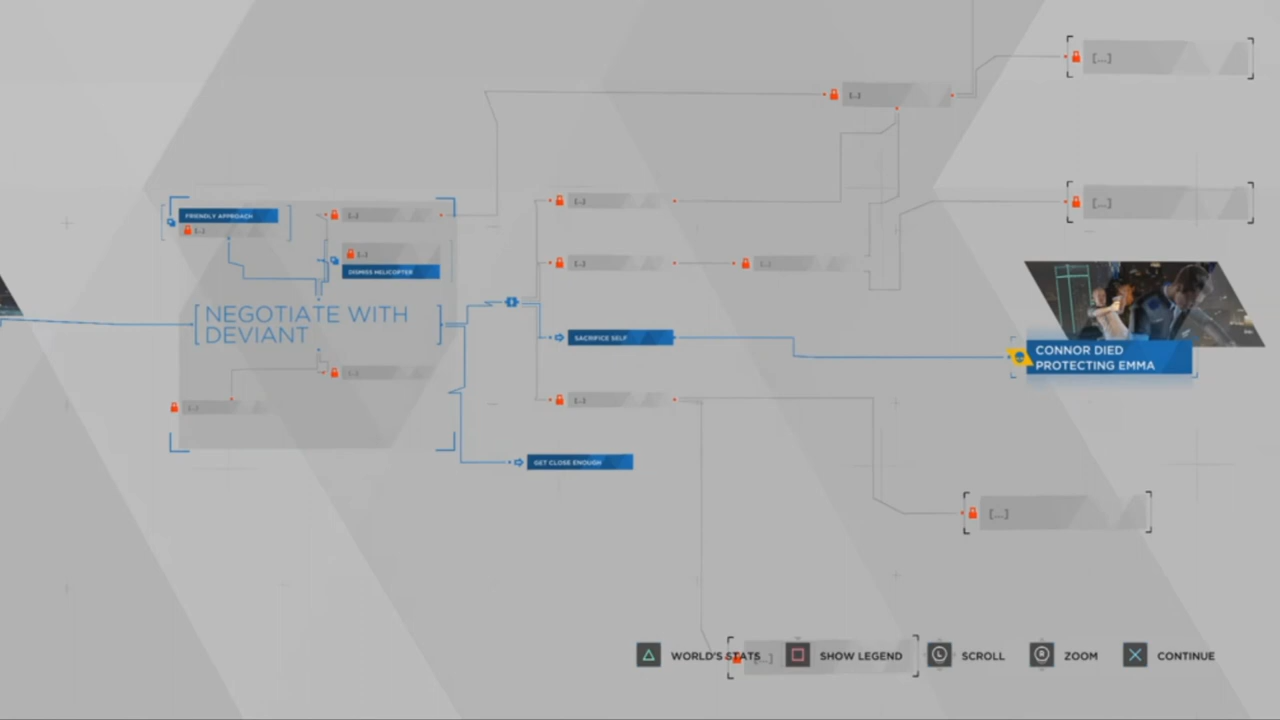 [...]
[...]
FRIENDLY APPROACH
[...]
[...]
[...]
DISMISS HELICOPTER
NEGOTIATE WITH
DEVIANT
[...]
[...]
[...]
[...]
[...]
[...]
SACRIFICE SELF
CONNOR DIED
PROTECTING EMMA
[...]
GET CLOSE ENOUGH
[...]
[...]
WORLD'S STATS
SHOW LEGEND
L SCROLL
R ZOOM
CONTINUE